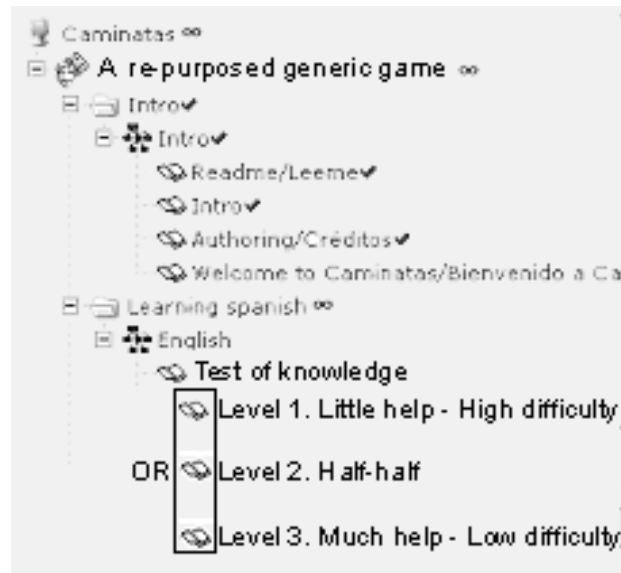 Caminatas
A re-purposed generic game
Intro
Intro
Readme/Leeme
Intro
Authoring/Créditos
Welcome to Caminatas/Bienvenido a Ca
Learning spanish
English
Test of knowledge
Level 1. Little help - High difficulty
OR Level 2. Half-half
Level 3. Much help - Low difficulty